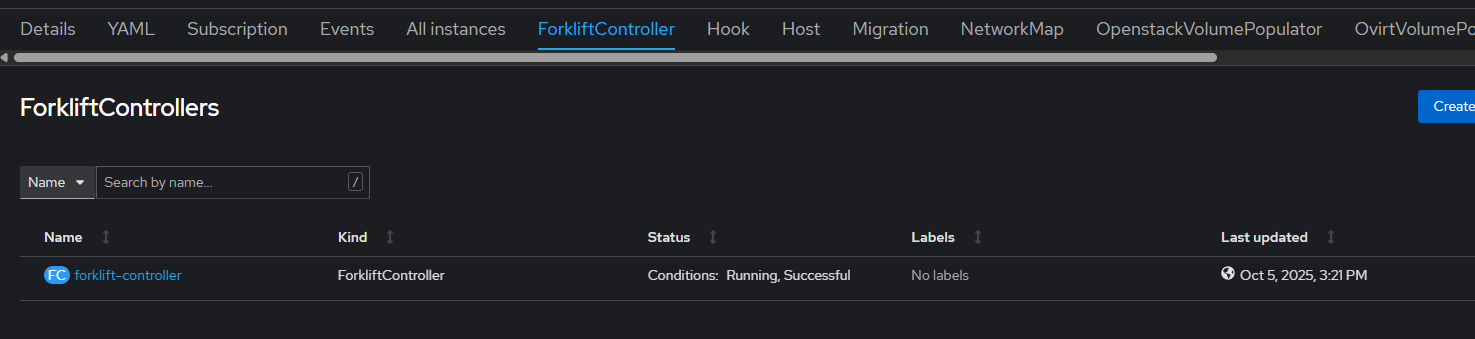 Details YAML Subscription Events All instances ForkliftController Hook Host Migration NetworkMap OpenstackVolumePopulator OvirtVolumePo
ForkliftControllers
Create
Name Search by name... /
Name Kind Status Labels Last updated
FC forklift-controller ForkliftController Conditions: Running, Successful No labels Oct 5, 2025, 3:21 PM